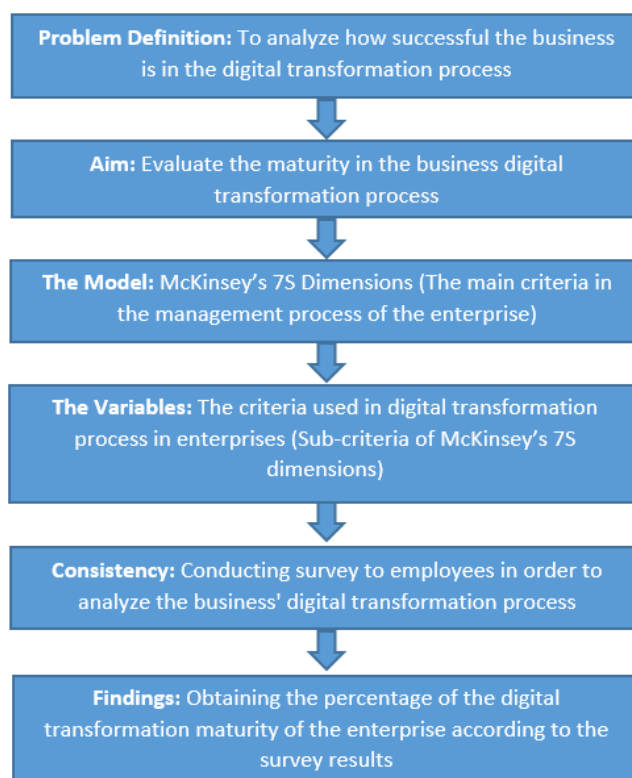 Problem Definition: To analyze how successful the business
is in the digital transformation process
Aim: Evaluate the maturity in the business digital
transformation process
The Model: McKinsey’s 7S Dimensions (The main criteria in
the management process of the enterprise)
The Variables: The criteria used in digital transformation
process in enterprises (Sub-criteria of McKinsey’s 7S
dimensions)
Consistency: Conducting survey to employees in order to
analyze the business' digital transformation process
Findings: Obtaining the percentage of the digital
transformation maturity of the enterprise according to the
survey results